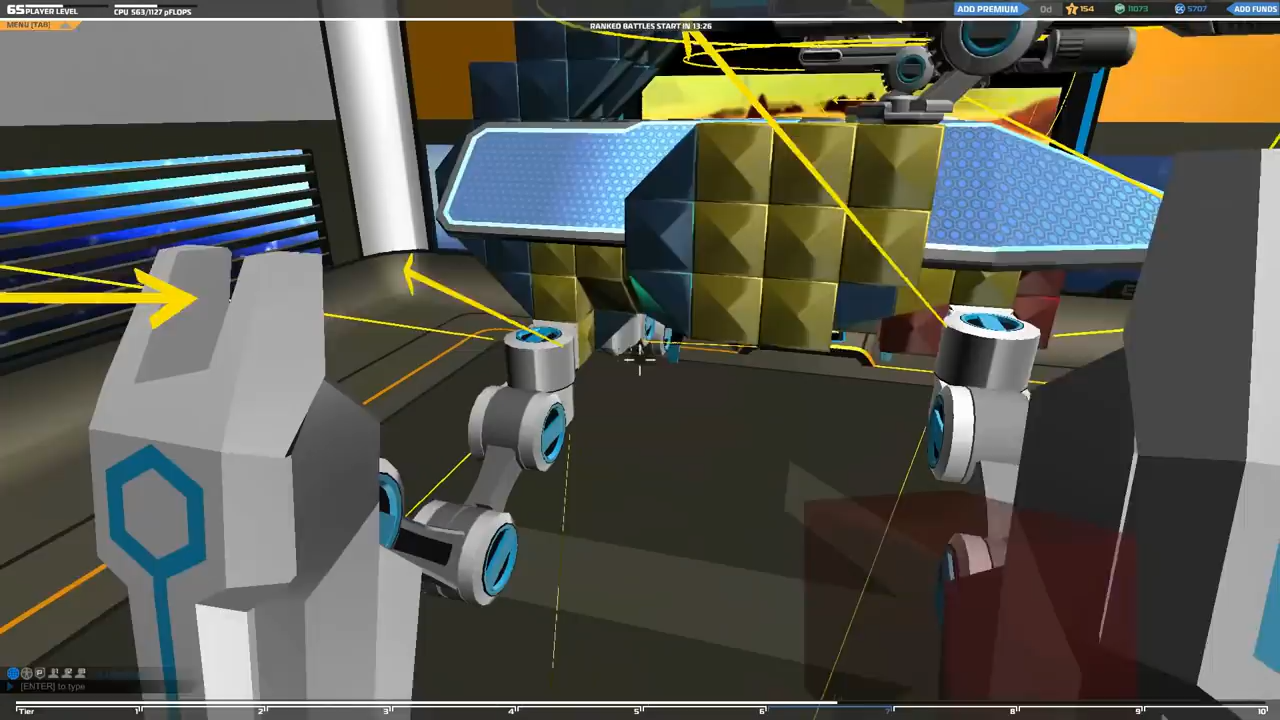 65 PLAYER LEVEL
CPU 563/1127 pFLOPS
ADD PREMIUM
0d
154
11073
5707
ADD FUNDS
MENU [TAB]
RANKED BATTLES START IN 13:26
[ENTER] to type
Tier 1 2 3 4 5 6 7 8 9 10